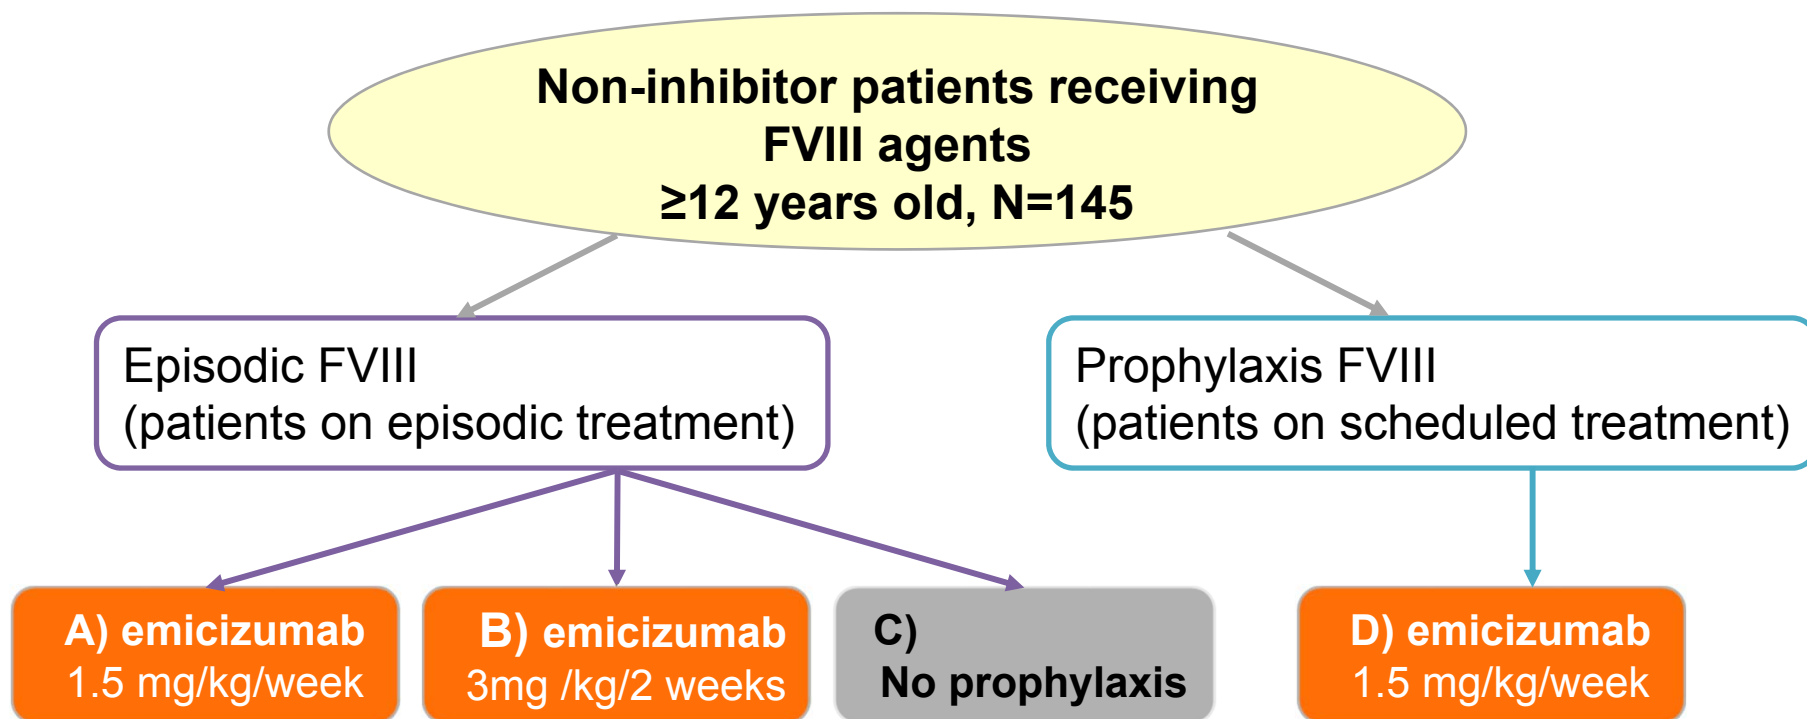 Non-inhibitor patients receiving
FVIII agents
≥12 years old, N=145
Episodic FVIII
(patients on episodic treatment)
Prophylaxis FVIII
(patients on scheduled treatment)
A) emicizumab
1.5 mg/kg/week
B) emicizumab
3mg /kg/2 weeks
C)
No prophylaxis
D) emicizumab
1.5 mg/kg/week